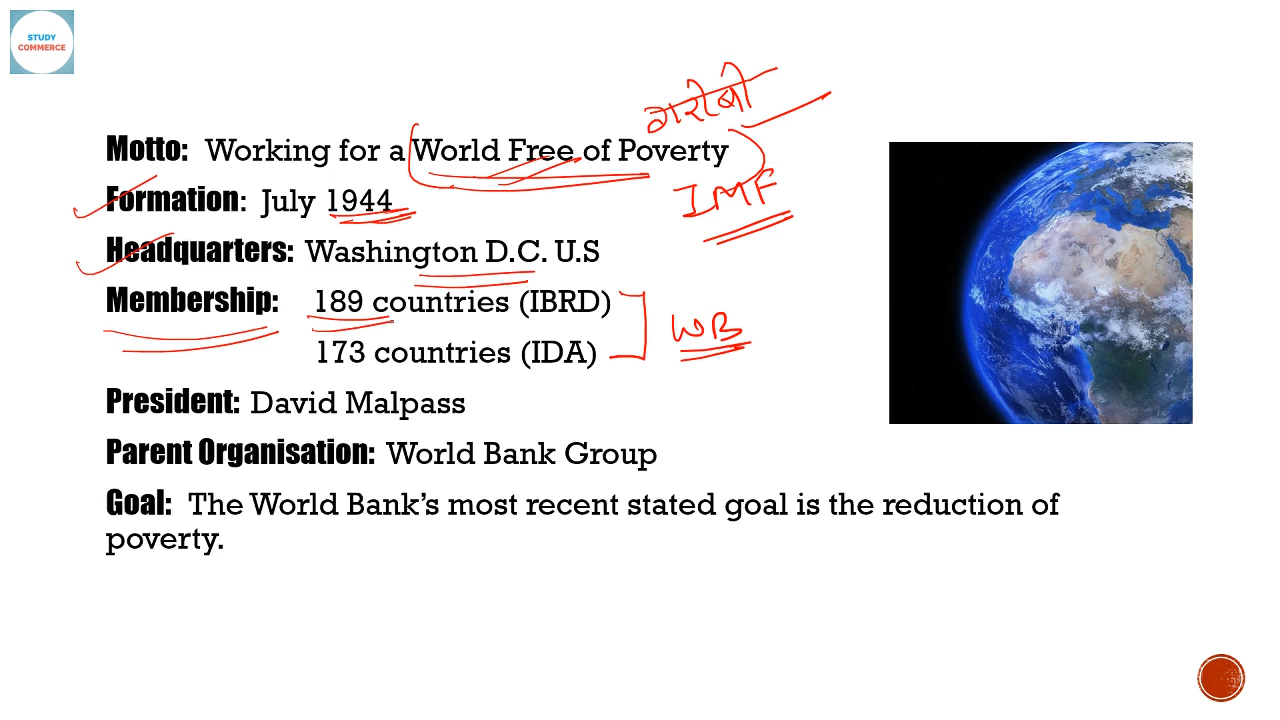 STUDY
COMMERCE
गरीबी
Motto: Working for a World Free of Poverty
IMF
Formation: July 1944
Headquarters: Washington D.C. U.S
Membership: 189 countries (IBRD)
WB
173 countries (IDA)
President: David Malpass
Parent Organisation: World Bank Group
Goal: The World Bank’s most recent stated goal is the reduction of
poverty.